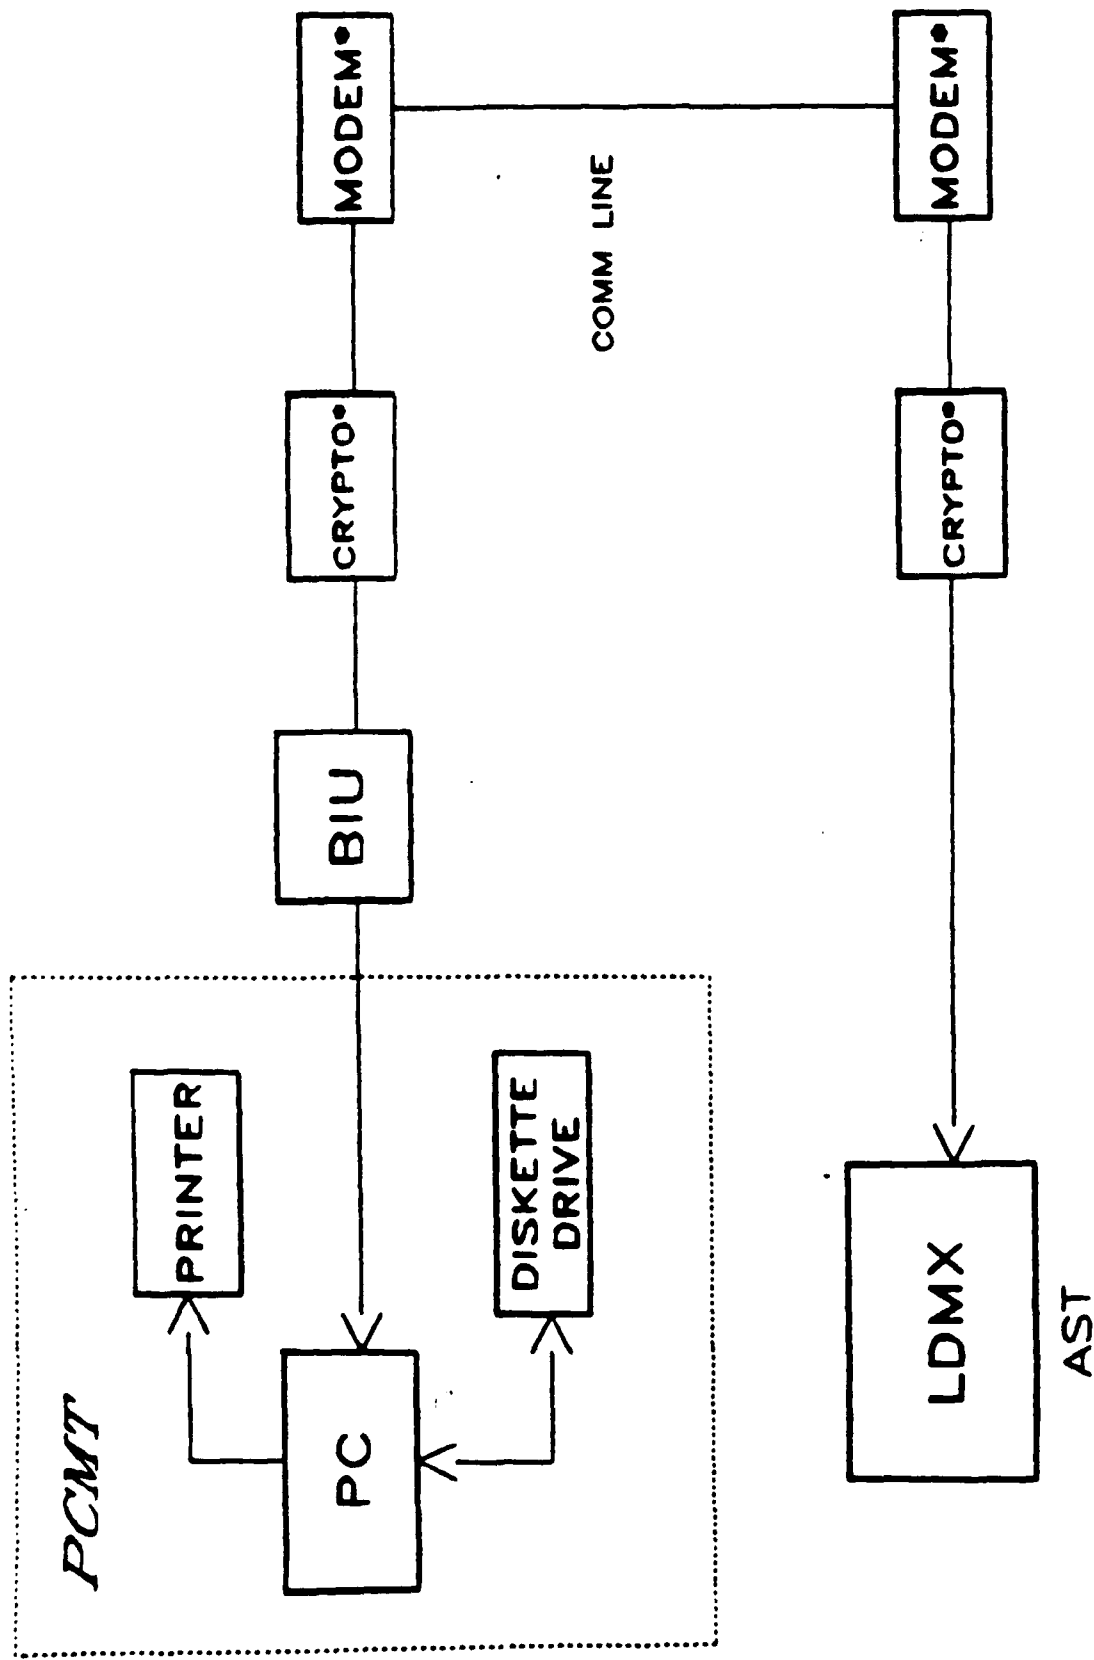 PCMT
PRINTER
PC
DISKETTE
DRIVE
BIU
CRYPTO*
MODEM*
COMM LINE
LDMX
AST
CRYPTO*
MODEM*